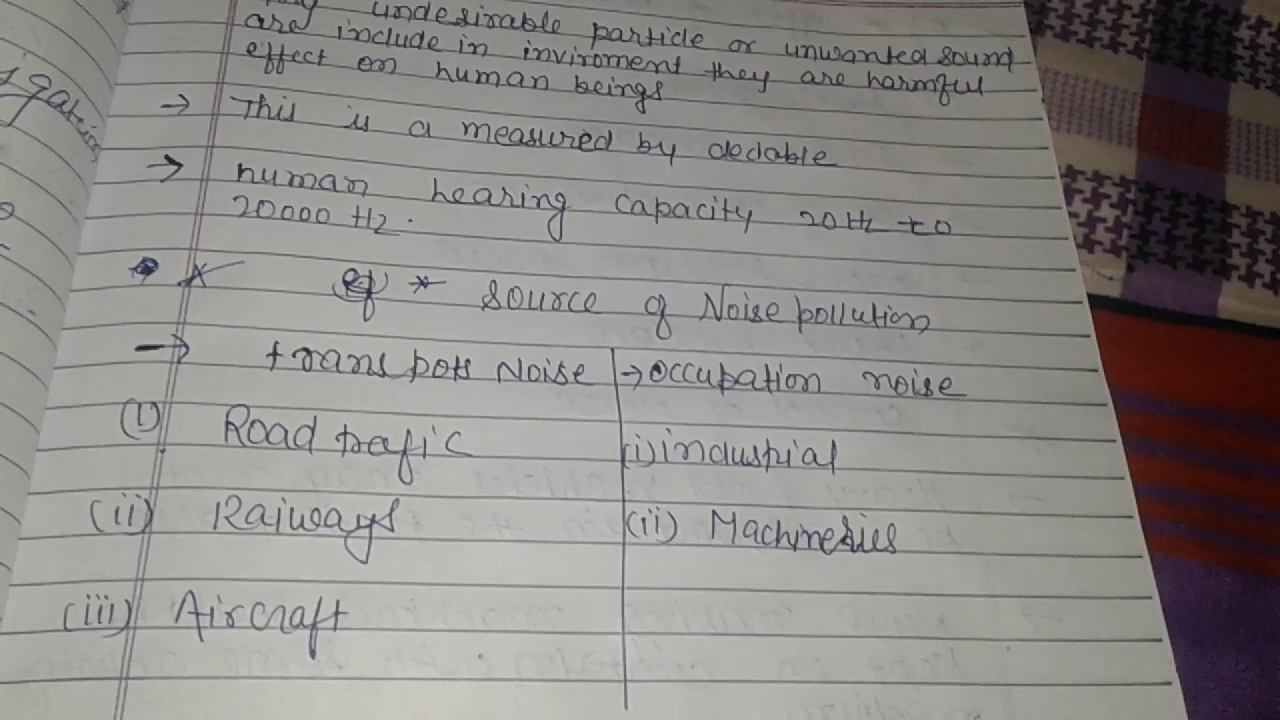 undesirable particle or unwanted sound
are include in inviroment they are harmful
effect on human beings
→ This is a measured by decable
→ human hearing capacity 20Hz to
20000 Hz.
* Source of Noise pollution
→ transpots Noise | → occupation noise
(i) Road trafic | (i) industrial
(ii) Raiways | (ii) Machineries
(iii) Aircraft